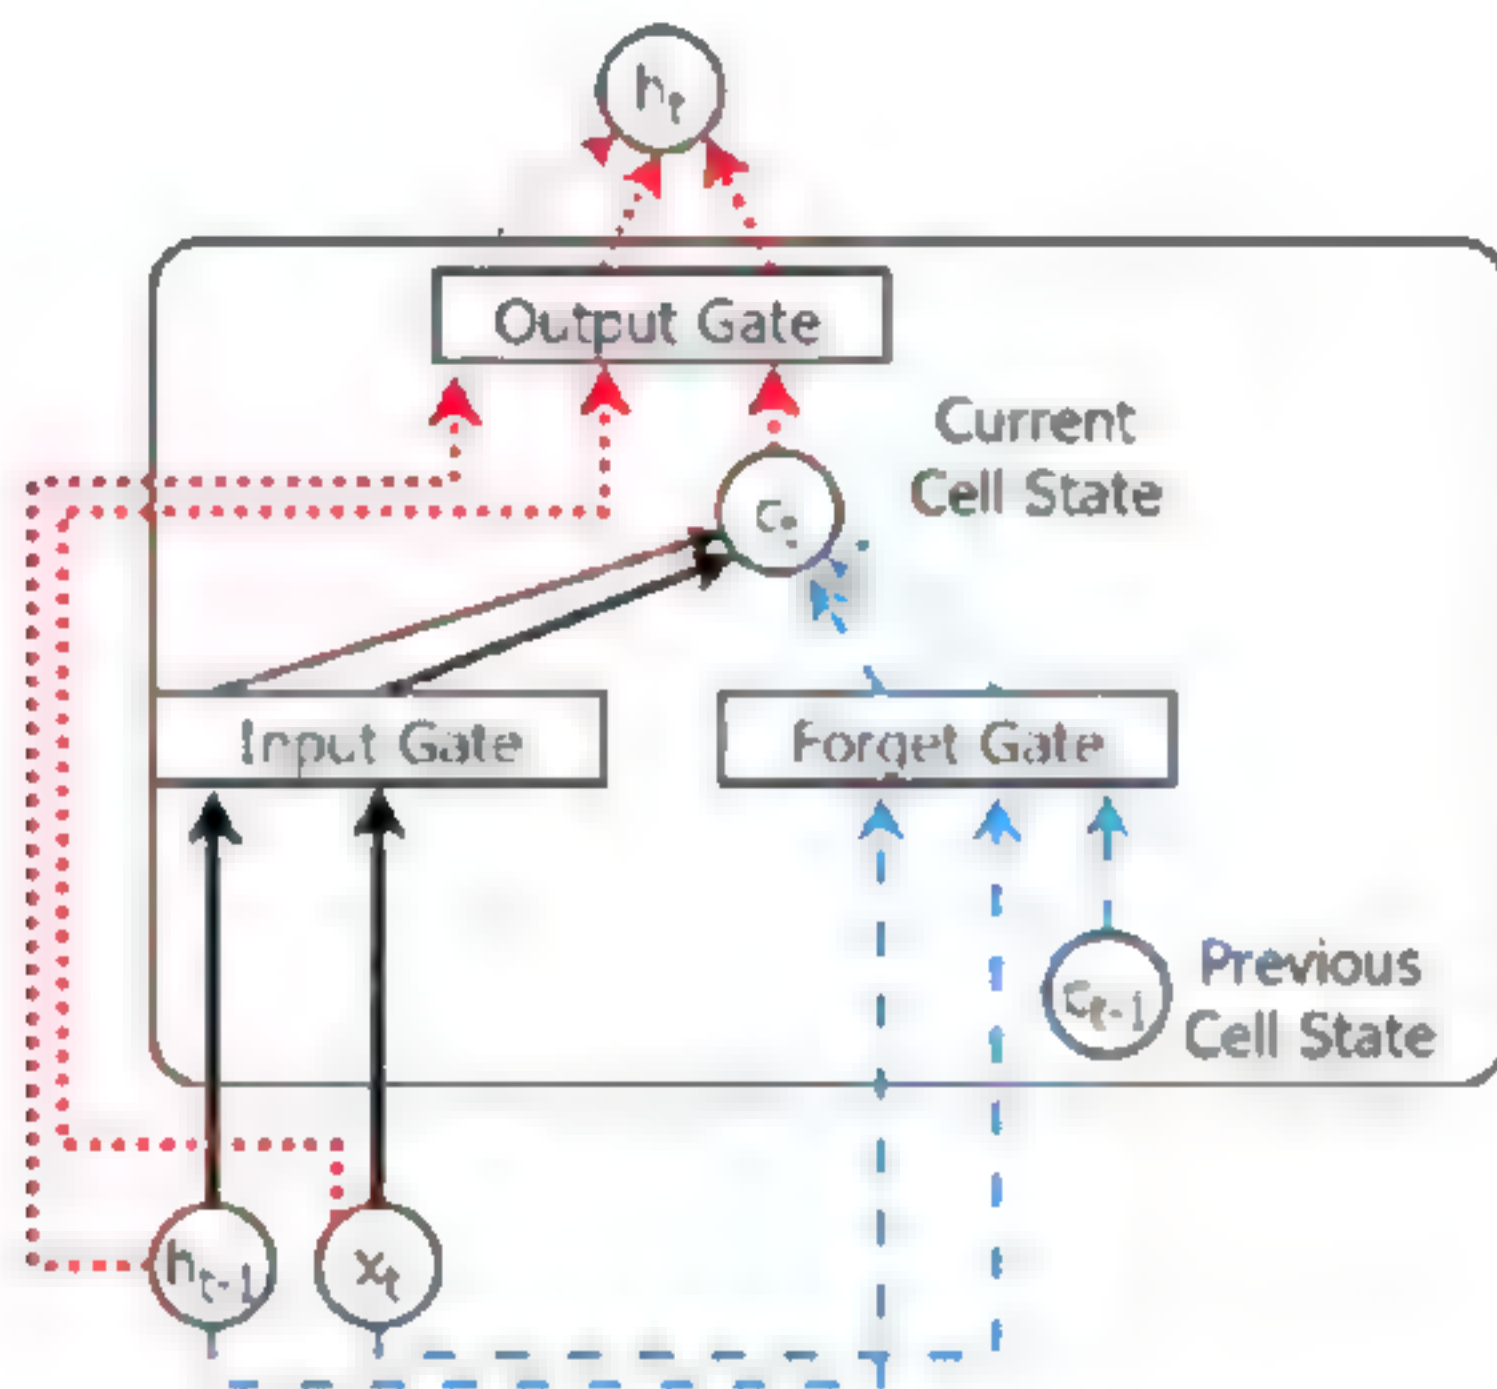 hₜ
Output Gate
Current
Cell State
cₜ
Input Gate
Forget Gate
cₜ₋₁
Previous
Cell State
hₜ₋₁
xₜ